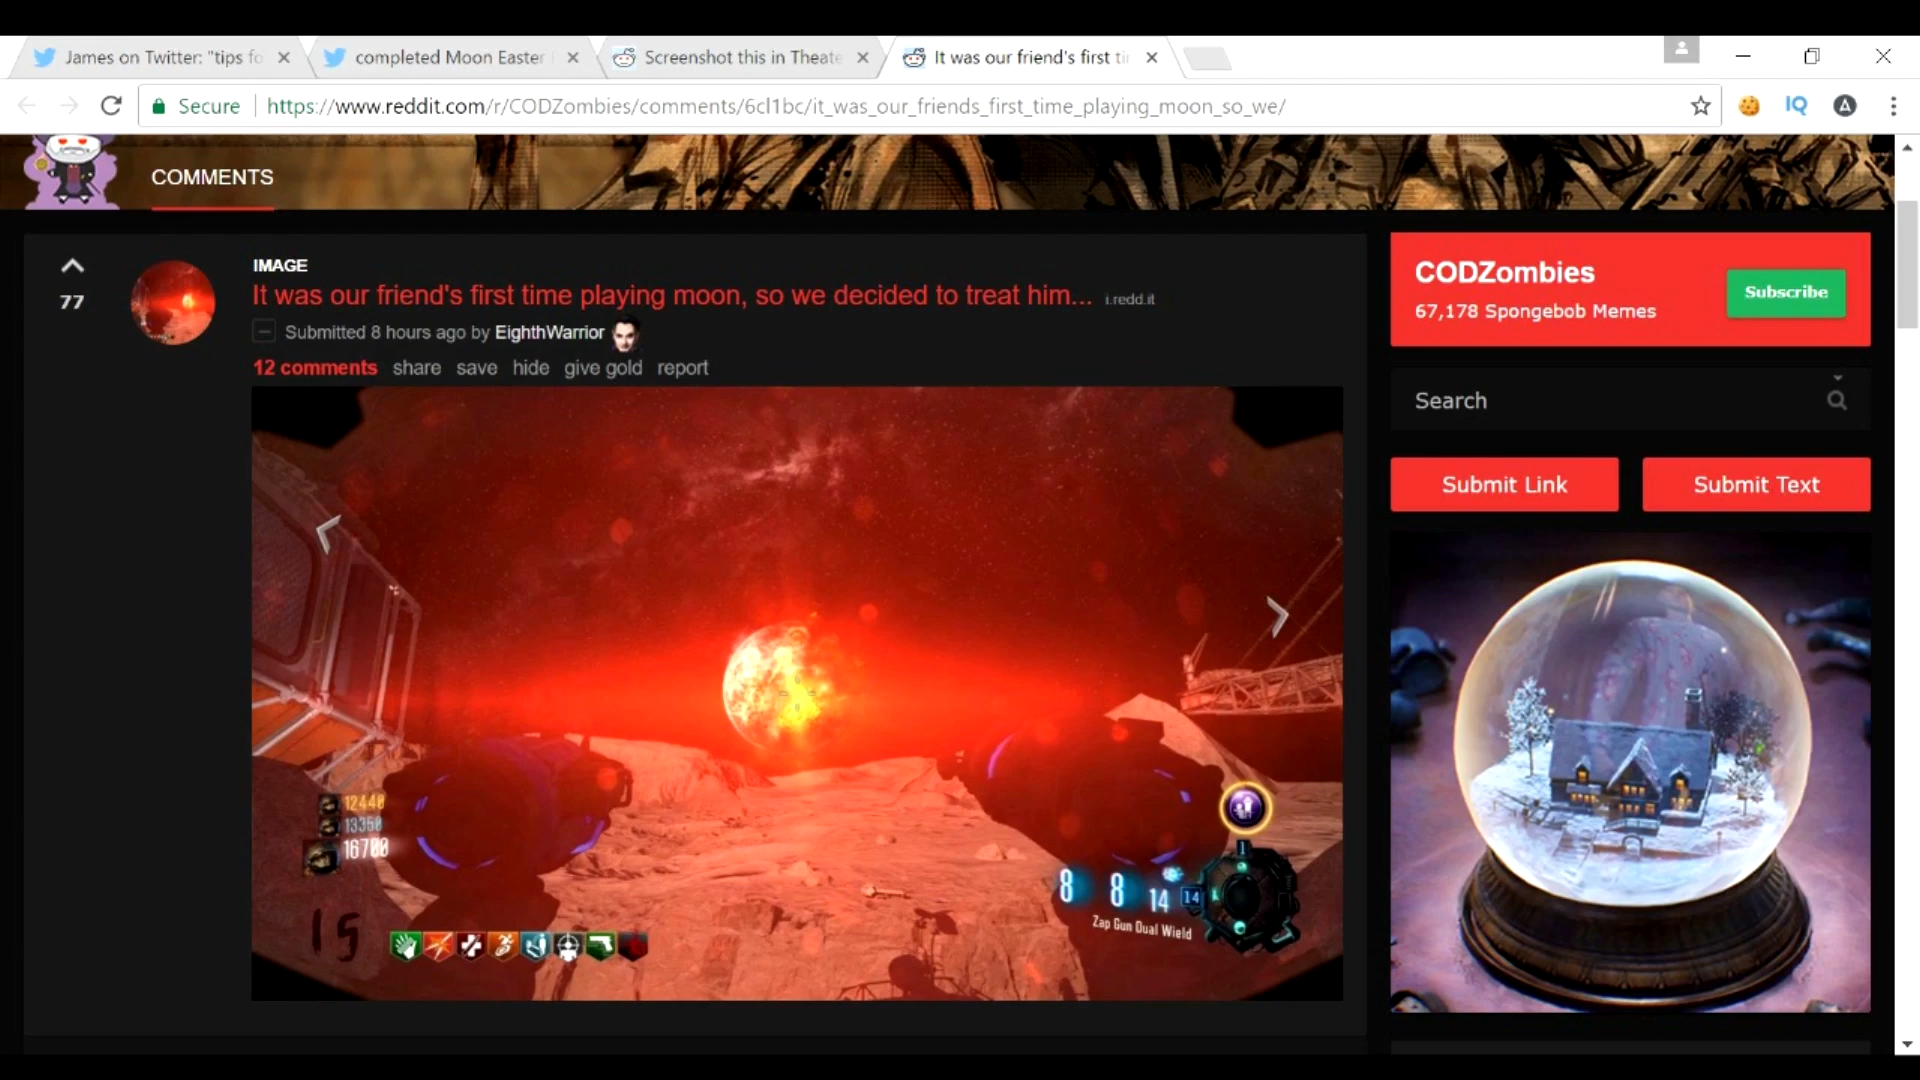 James on Twitter: "tips fo
completed Moon Easter
Screenshot this in Theate
It was our friend's first ti
Secure
https://www.reddit.com/r/CODZombies/comments/6cl1bc/it_was_our_friends_first_time_playing_moon_so_we/
IQ
COMMENTS
77
IMAGE
It was our friend's first time playing moon, so we decided to treat him... i.redd.it
Submitted 8 hours ago by EighthWarrior
12 comments share save hide give gold report
CODZombies
67,178 Spongebob Memes
Subscribe
Search
Submit Link
Submit Text
12440
13350
16700
15
1
8 8 14 14
Zap Gun Dual Wield